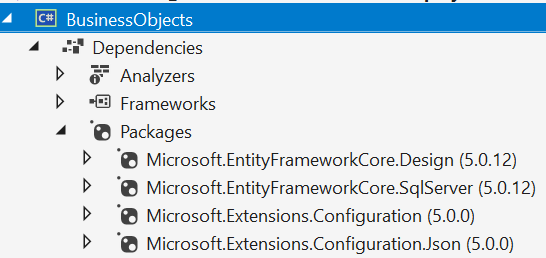 C# BusinessObjects
Dependencies
Analyzers
Frameworks
Packages
Microsoft.EntityFrameworkCore.Design (5.0.12)
Microsoft.EntityFrameworkCore.SqlServer (5.0.12)
Microsoft.Extensions.Configuration (5.0.0)
Microsoft.Extensions.Configuration.Json (5.0.0)